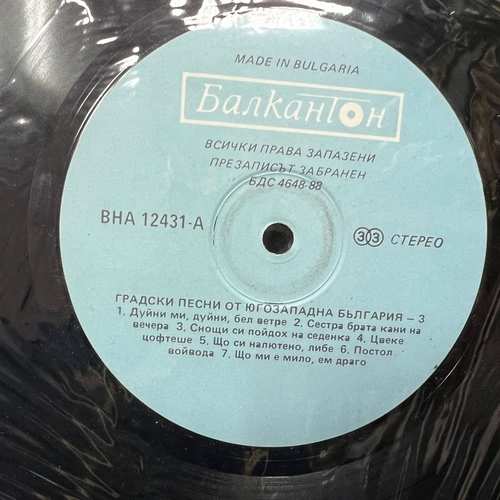 MADE IN BULGARIA
Балкантон
ВСИЧКИ ПРАВА ЗАПАЗЕНИ
ПРЕЗАПИСЪТ ЗАБРАНЕН
БДС 4648-88
ВНА 12431-А
СТЕРЕО
ГРАДСКИ ПЕСНИ ОТ ЮГОЗАПАДНА БЪЛГАРИЯ — 3
1. Дуйни ми, дуйни, бел ветре 2. Сестра брата кани на
вечера 3. Снощи си пойдох на седенка 4. Цвеке
цофтеше 5. Що си налютено, либе 6. Постол
войвода 7. Що ми е мило, ем драго